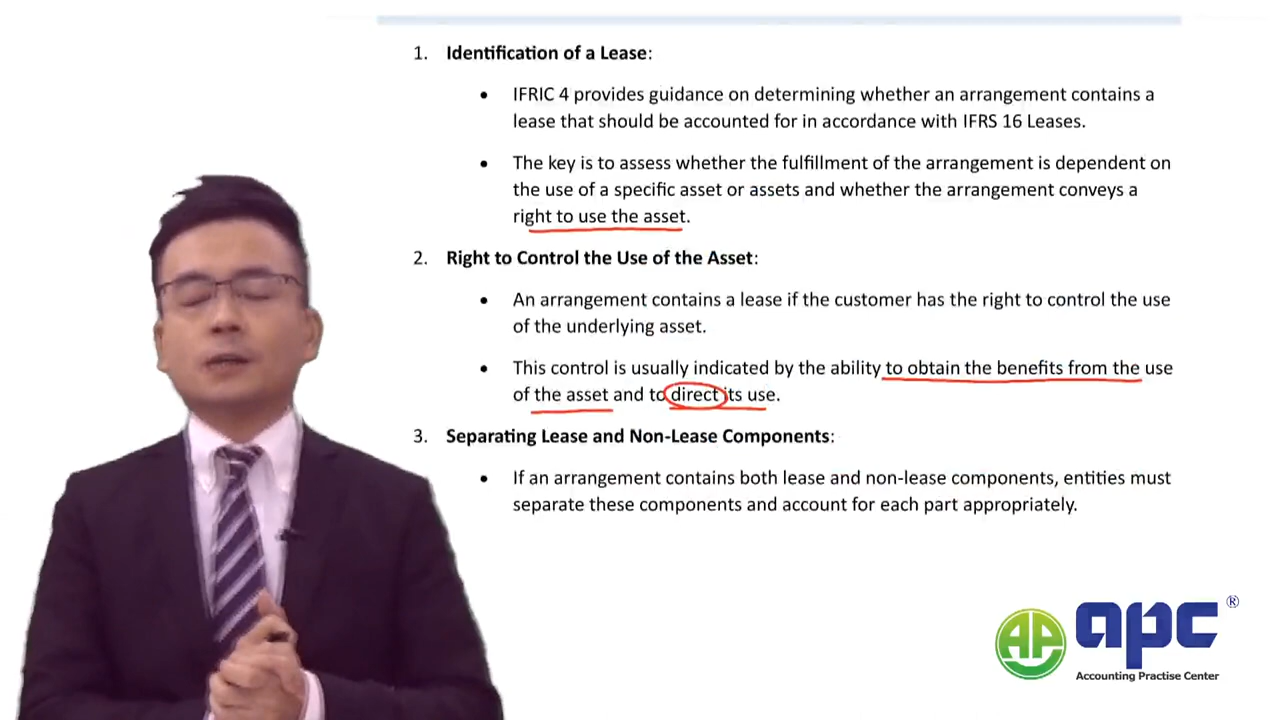 1. Identification of a Lease:
• IFRIC 4 provides guidance on determining whether an arrangement contains a
lease that should be accounted for in accordance with IFRS 16 Leases.
• The key is to assess whether the fulfillment of the arrangement is dependent on
the use of a specific asset or assets and whether the arrangement conveys a
right to use the asset.
2. Right to Control the Use of the Asset:
• An arrangement contains a lease if the customer has the right to control the use
of the underlying asset.
• This control is usually indicated by the ability to obtain the benefits from the use
of the asset and to direct its use.
3. Separating Lease and Non-Lease Components:
• If an arrangement contains both lease and non-lease components, entities must
separate these components and account for each part appropriately.
AP apc ®
Accounting Practise Center